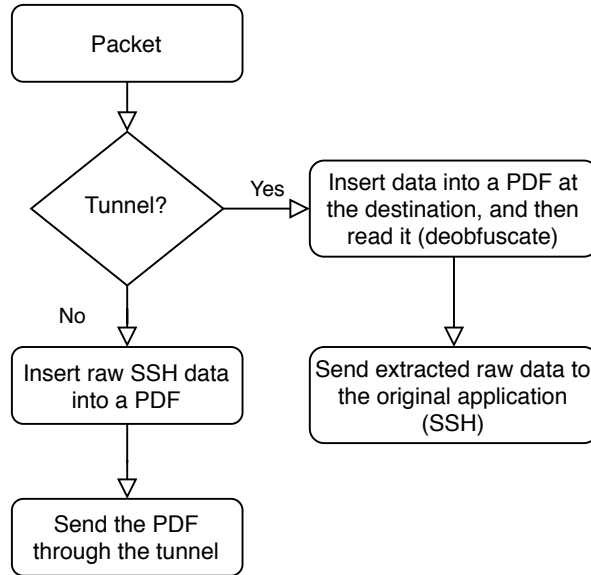 Packet
Tunnel?
Yes
Insert data into a PDF at
the destination, and then
read it (deobfuscate)
No
Insert raw SSH data
into a PDF
Send extracted raw data to
the original application
(SSH)
Send the PDF
through the tunnel